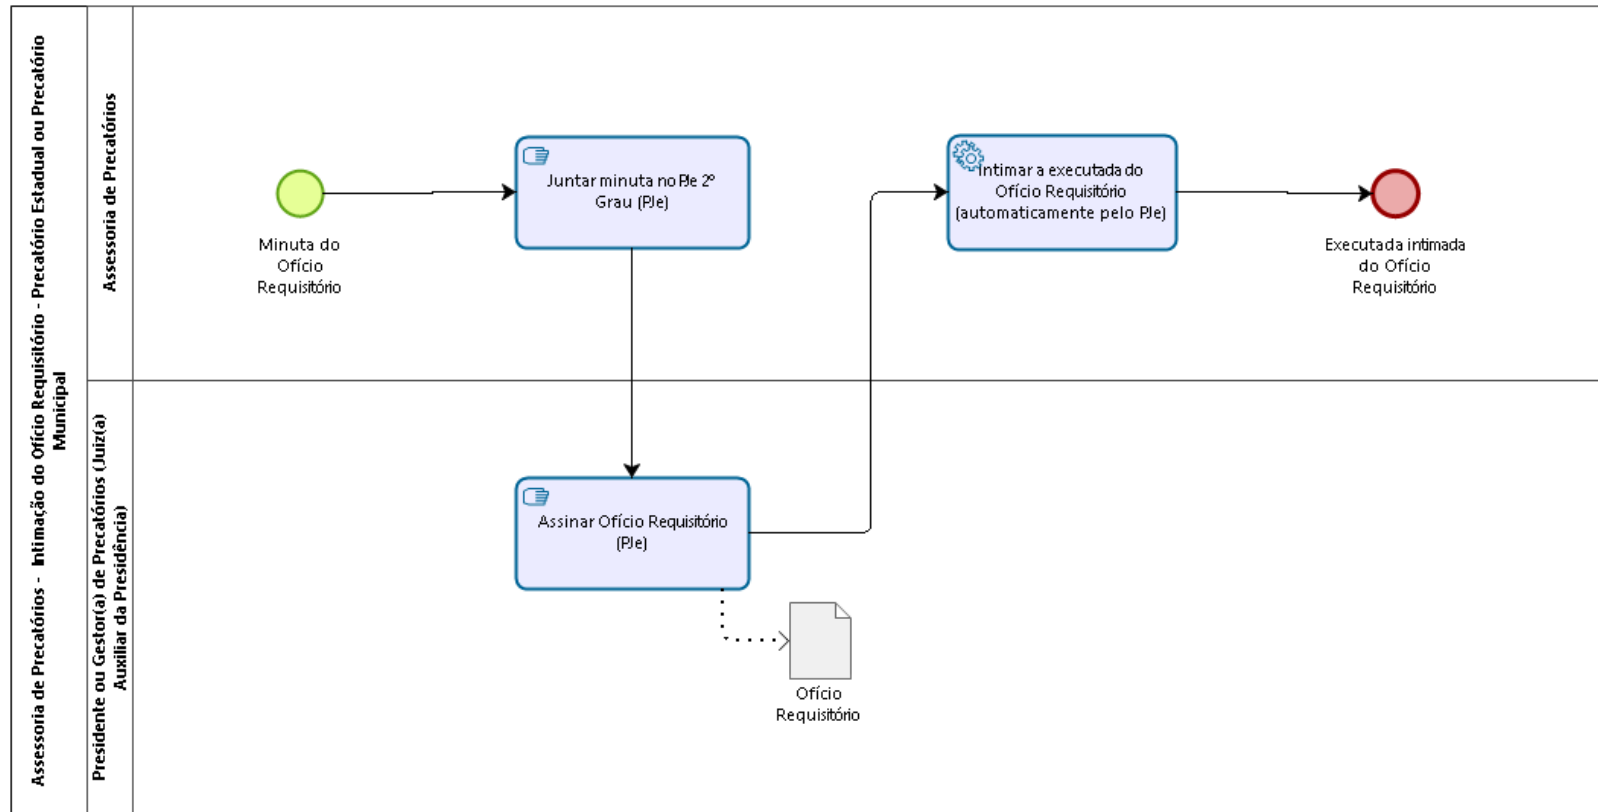 Assessoria de Precatórios - Intimação do Ofício Requisitório - Precatório Estadual ou Precatório
Municipal
Assessoria de Precatórios
Minuta do
Ofício
Requisitório
Juntar minuta no PJe 2º
Grau (PJe)
Intimar a executada do
Ofício Requisitório
(automaticamente pelo PJe)
Executada intimada
do Ofício
Requisitório
Presidente ou Gestor(a) de Precatórios (Juiz(a)
Auxiliar da Presidência)
Assinar Ofício Requisitório
(PJe)
Ofício
Requisitório